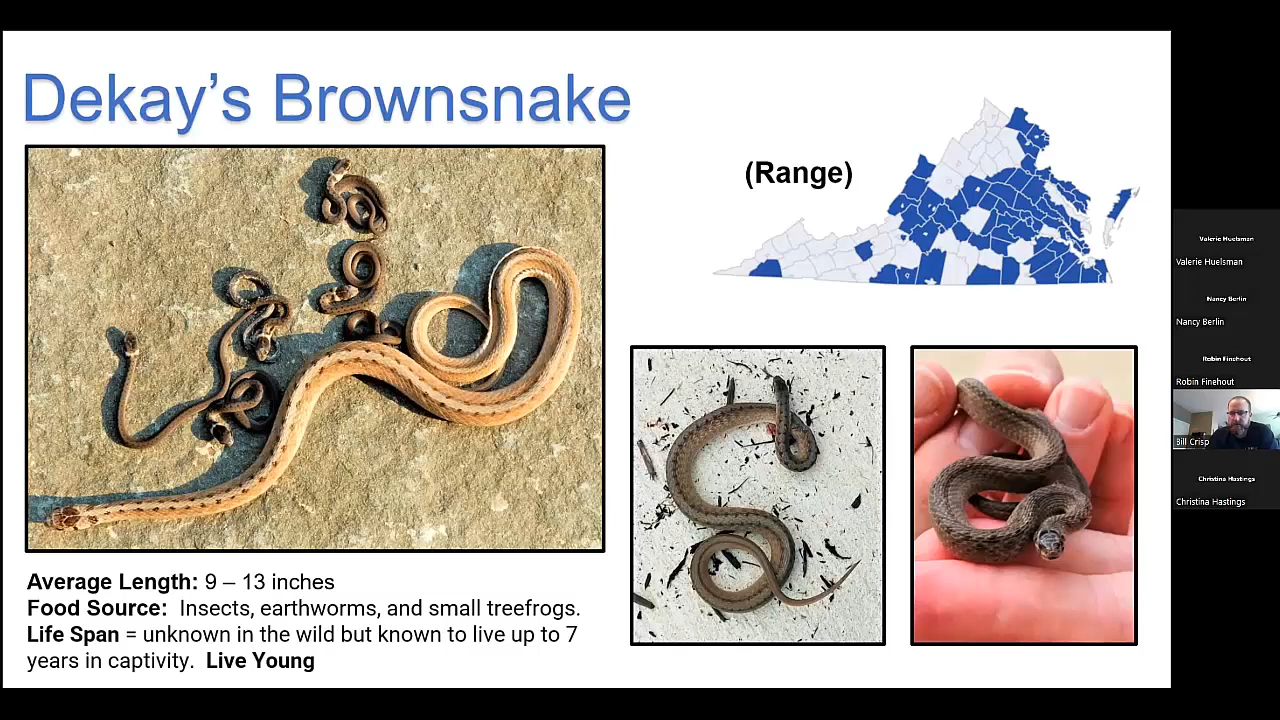 Dekay’s Brownsnake
(Range)
Average Length: 9 – 13 inches
Food Source:  Insects, earthworms, and small treefrogs.
Life Span = unknown in the wild but known to live up to 7
years in captivity.  Live Young
Valerie Huelsman
Valerie Huelsman
Nancy Berlin
Nancy Berlin
Robin Finehout
Robin Finehout
Bill Crisp
Christina Hastings
Christina Hastings